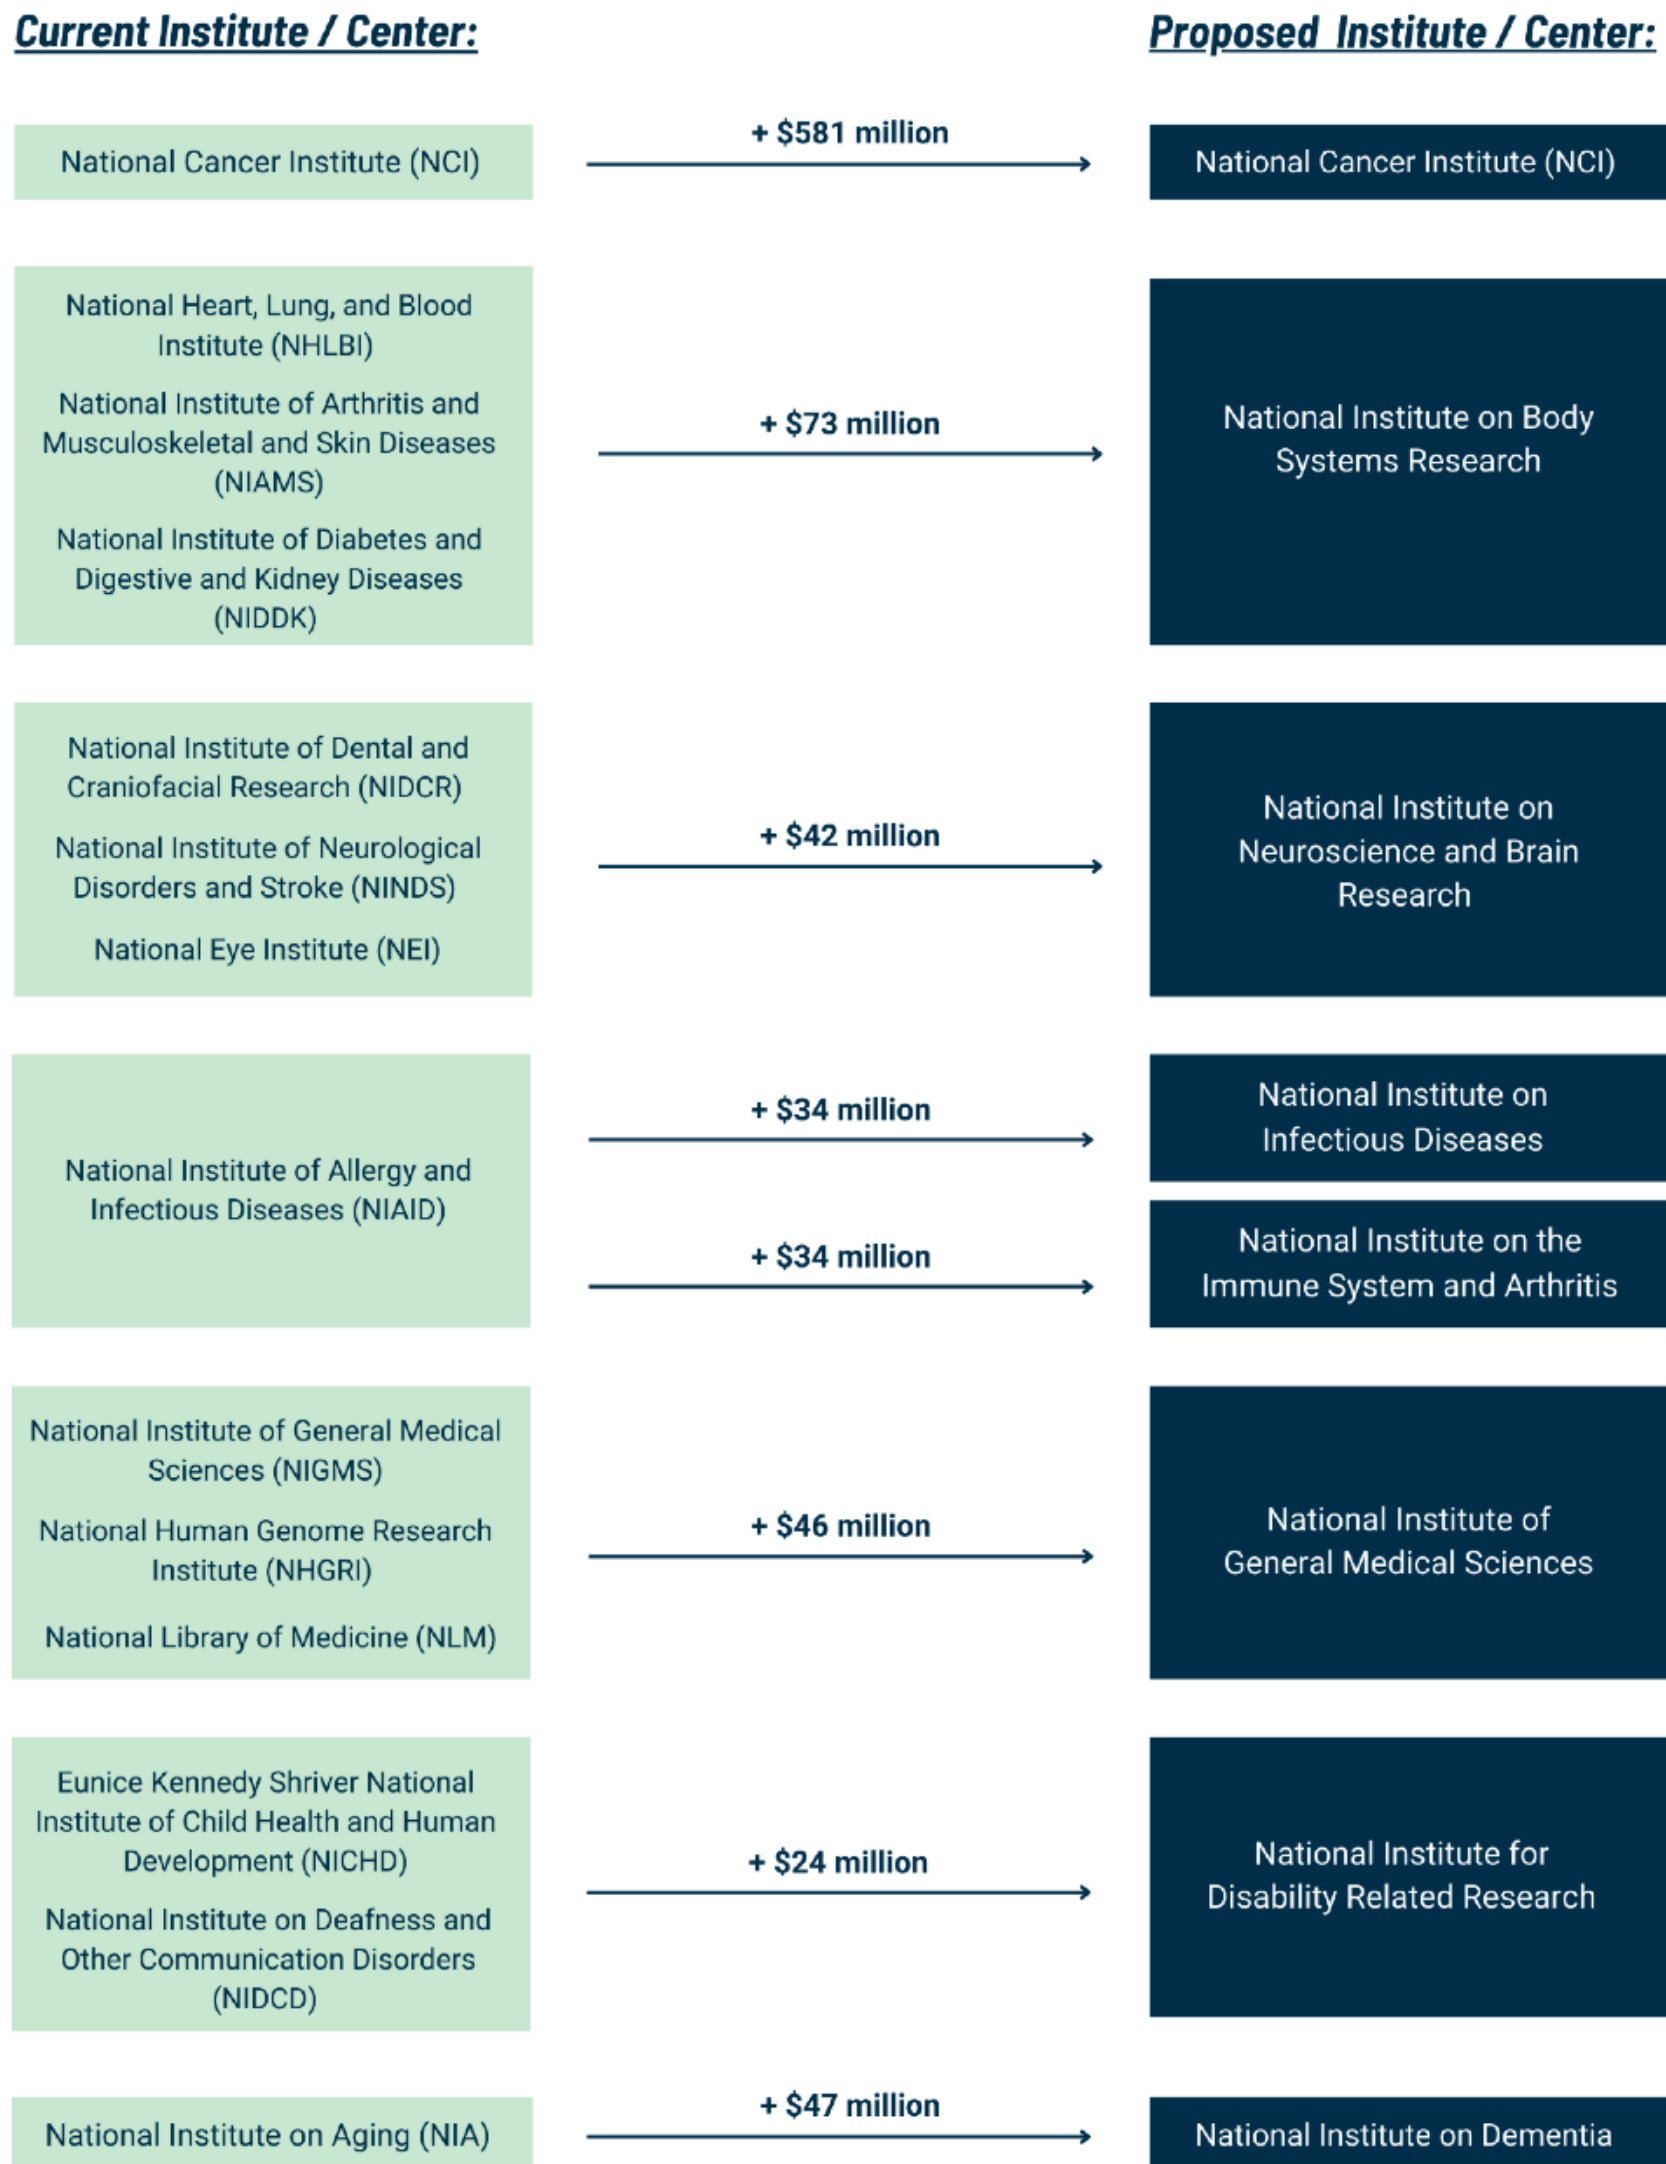 Current Institute / Center:
Proposed Institute / Center:
National Cancer Institute (NCI)
+ $581 million
National Cancer Institute (NCI)
National Heart, Lung, and Blood
Institute (NHLBI)
National Institute of Arthritis and
Musculoskeletal and Skin Diseases
(NIAMS)
National Institute of Diabetes and
Digestive and Kidney Diseases
(NIDDK)
+ $73 million
National Institute on Body
Systems Research
National Institute of Dental and
Craniofacial Research (NIDCR)
National Institute of Neurological
Disorders and Stroke (NINDS)
National Eye Institute (NEI)
+ $42 million
National Institute on
Neuroscience and Brain
Research
National Institute of Allergy and
Infectious Diseases (NIAID)
+ $34 million
National Institute on
Infectious Diseases
+ $34 million
National Institute on the
Immune System and Arthritis
National Institute of General Medical
Sciences (NIGMS)
National Human Genome Research
Institute (NHGRI)
National Library of Medicine (NLM)
+ $46 million
National Institute of
General Medical Sciences
Eunice Kennedy Shriver National
Institute of Child Health and Human
Development (NICHD)
National Institute on Deafness and
Other Communication Disorders
(NIDCD)
+ $24 million
National Institute for
Disability Related Research
National Institute on Aging (NIA)
+ $47 million
National Institute on Dementia